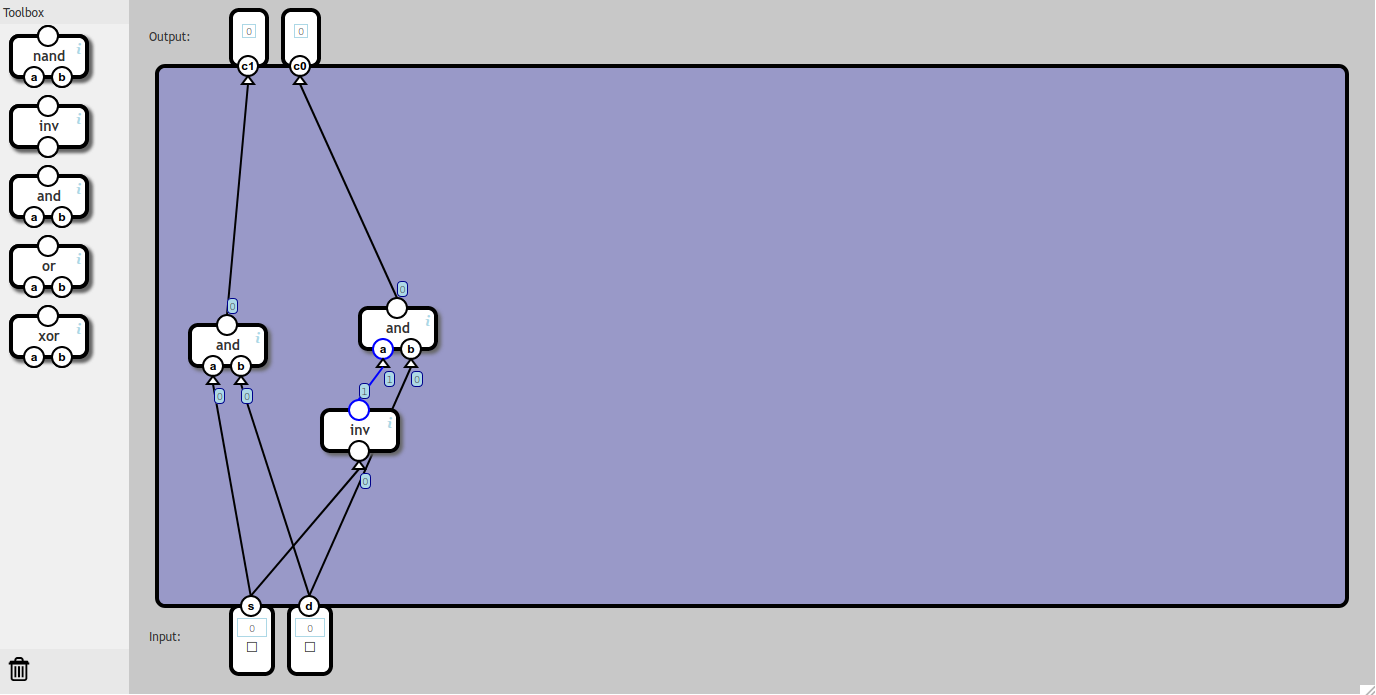 Toolbox
nand
i
a b
inv
i
and
i
a b
or
i
a b
xor
i
a b
Output:
0 0
c1 c0
0
0
and
i
a b
0 0
and
i
a b
1 0
1
inv
i
0
s d
Input:
0 0